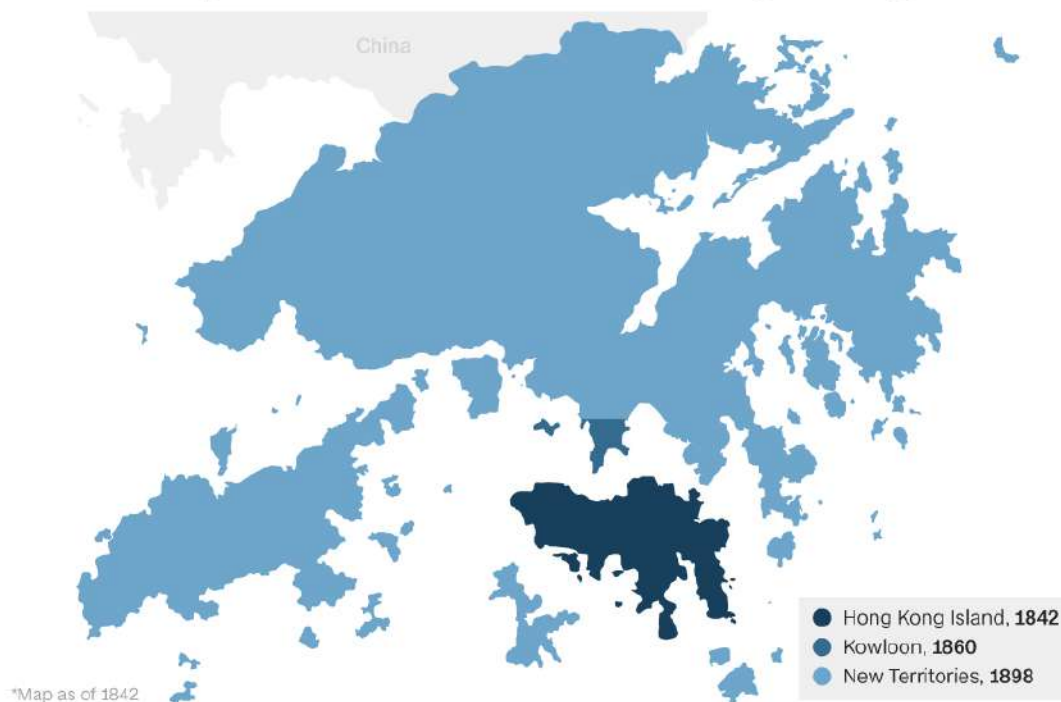 China
Hong Kong Island, 1842
Kowloon, 1860
New Territories, 1898
*Map as of 1842